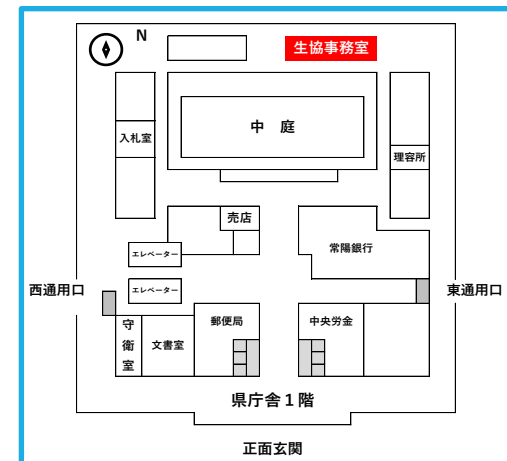 N
生協事務室
中　庭
入札室
理容所
売店
常陽銀行
エレベーター
エレベーター
西通用口
東通用口
守衛室
文書室
郵便局
中央労金
県庁舎１階
正面玄関